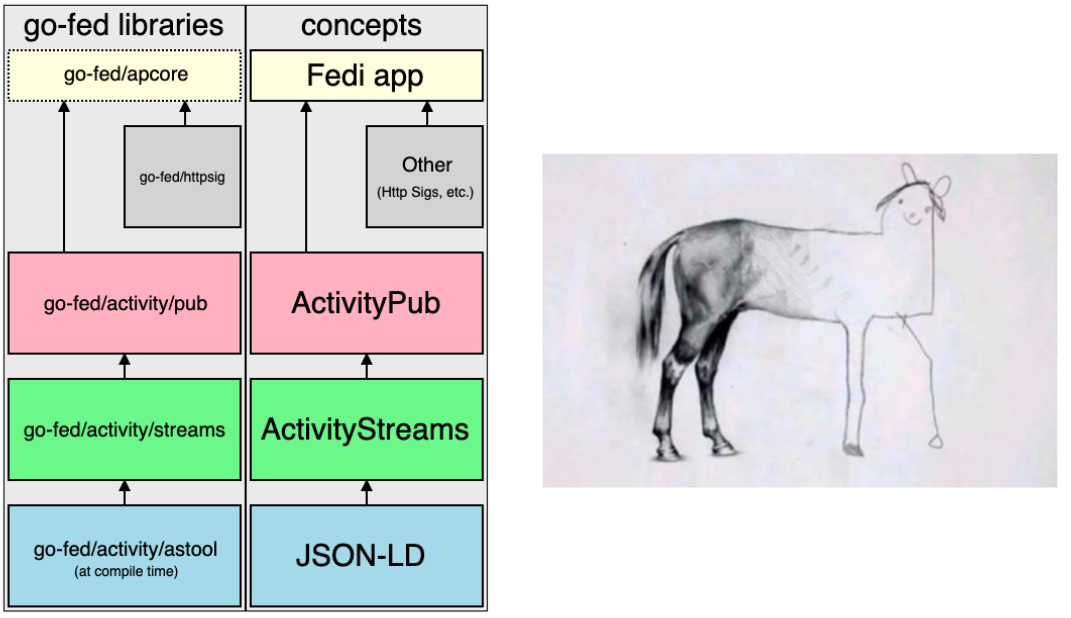 go-fed libraries
concepts
go-fed/apcore
Fedi app
go-fed/httpsig
Other
(Http Sigs, etc.)
go-fed/activity/pub
ActivityPub
go-fed/activity/streams
ActivityStreams
go-fed/activity/astool
(at compile time)
JSON-LD